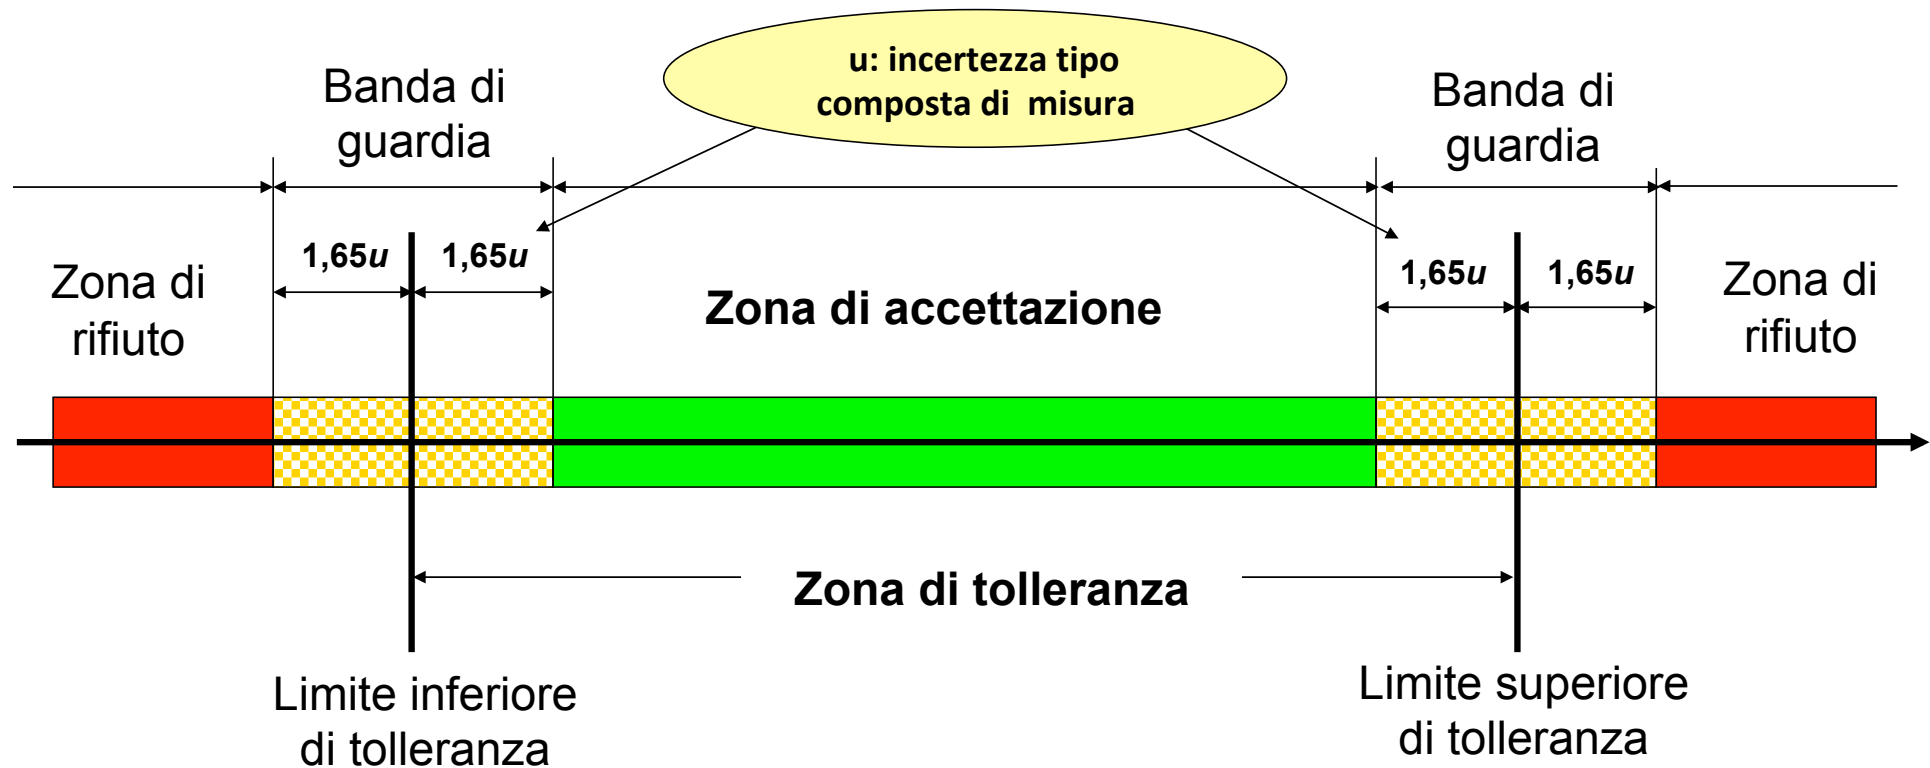 u: incertezza tipo
composta di misura
Banda di
guardia
Banda di
guardia
1,65u
1,65u
1,65u
1,65u
Zona di
rifiuto
Zona di accettazione
Zona di
rifiuto
Zona di tolleranza
Limite inferiore
di tolleranza
Limite superiore
di tolleranza